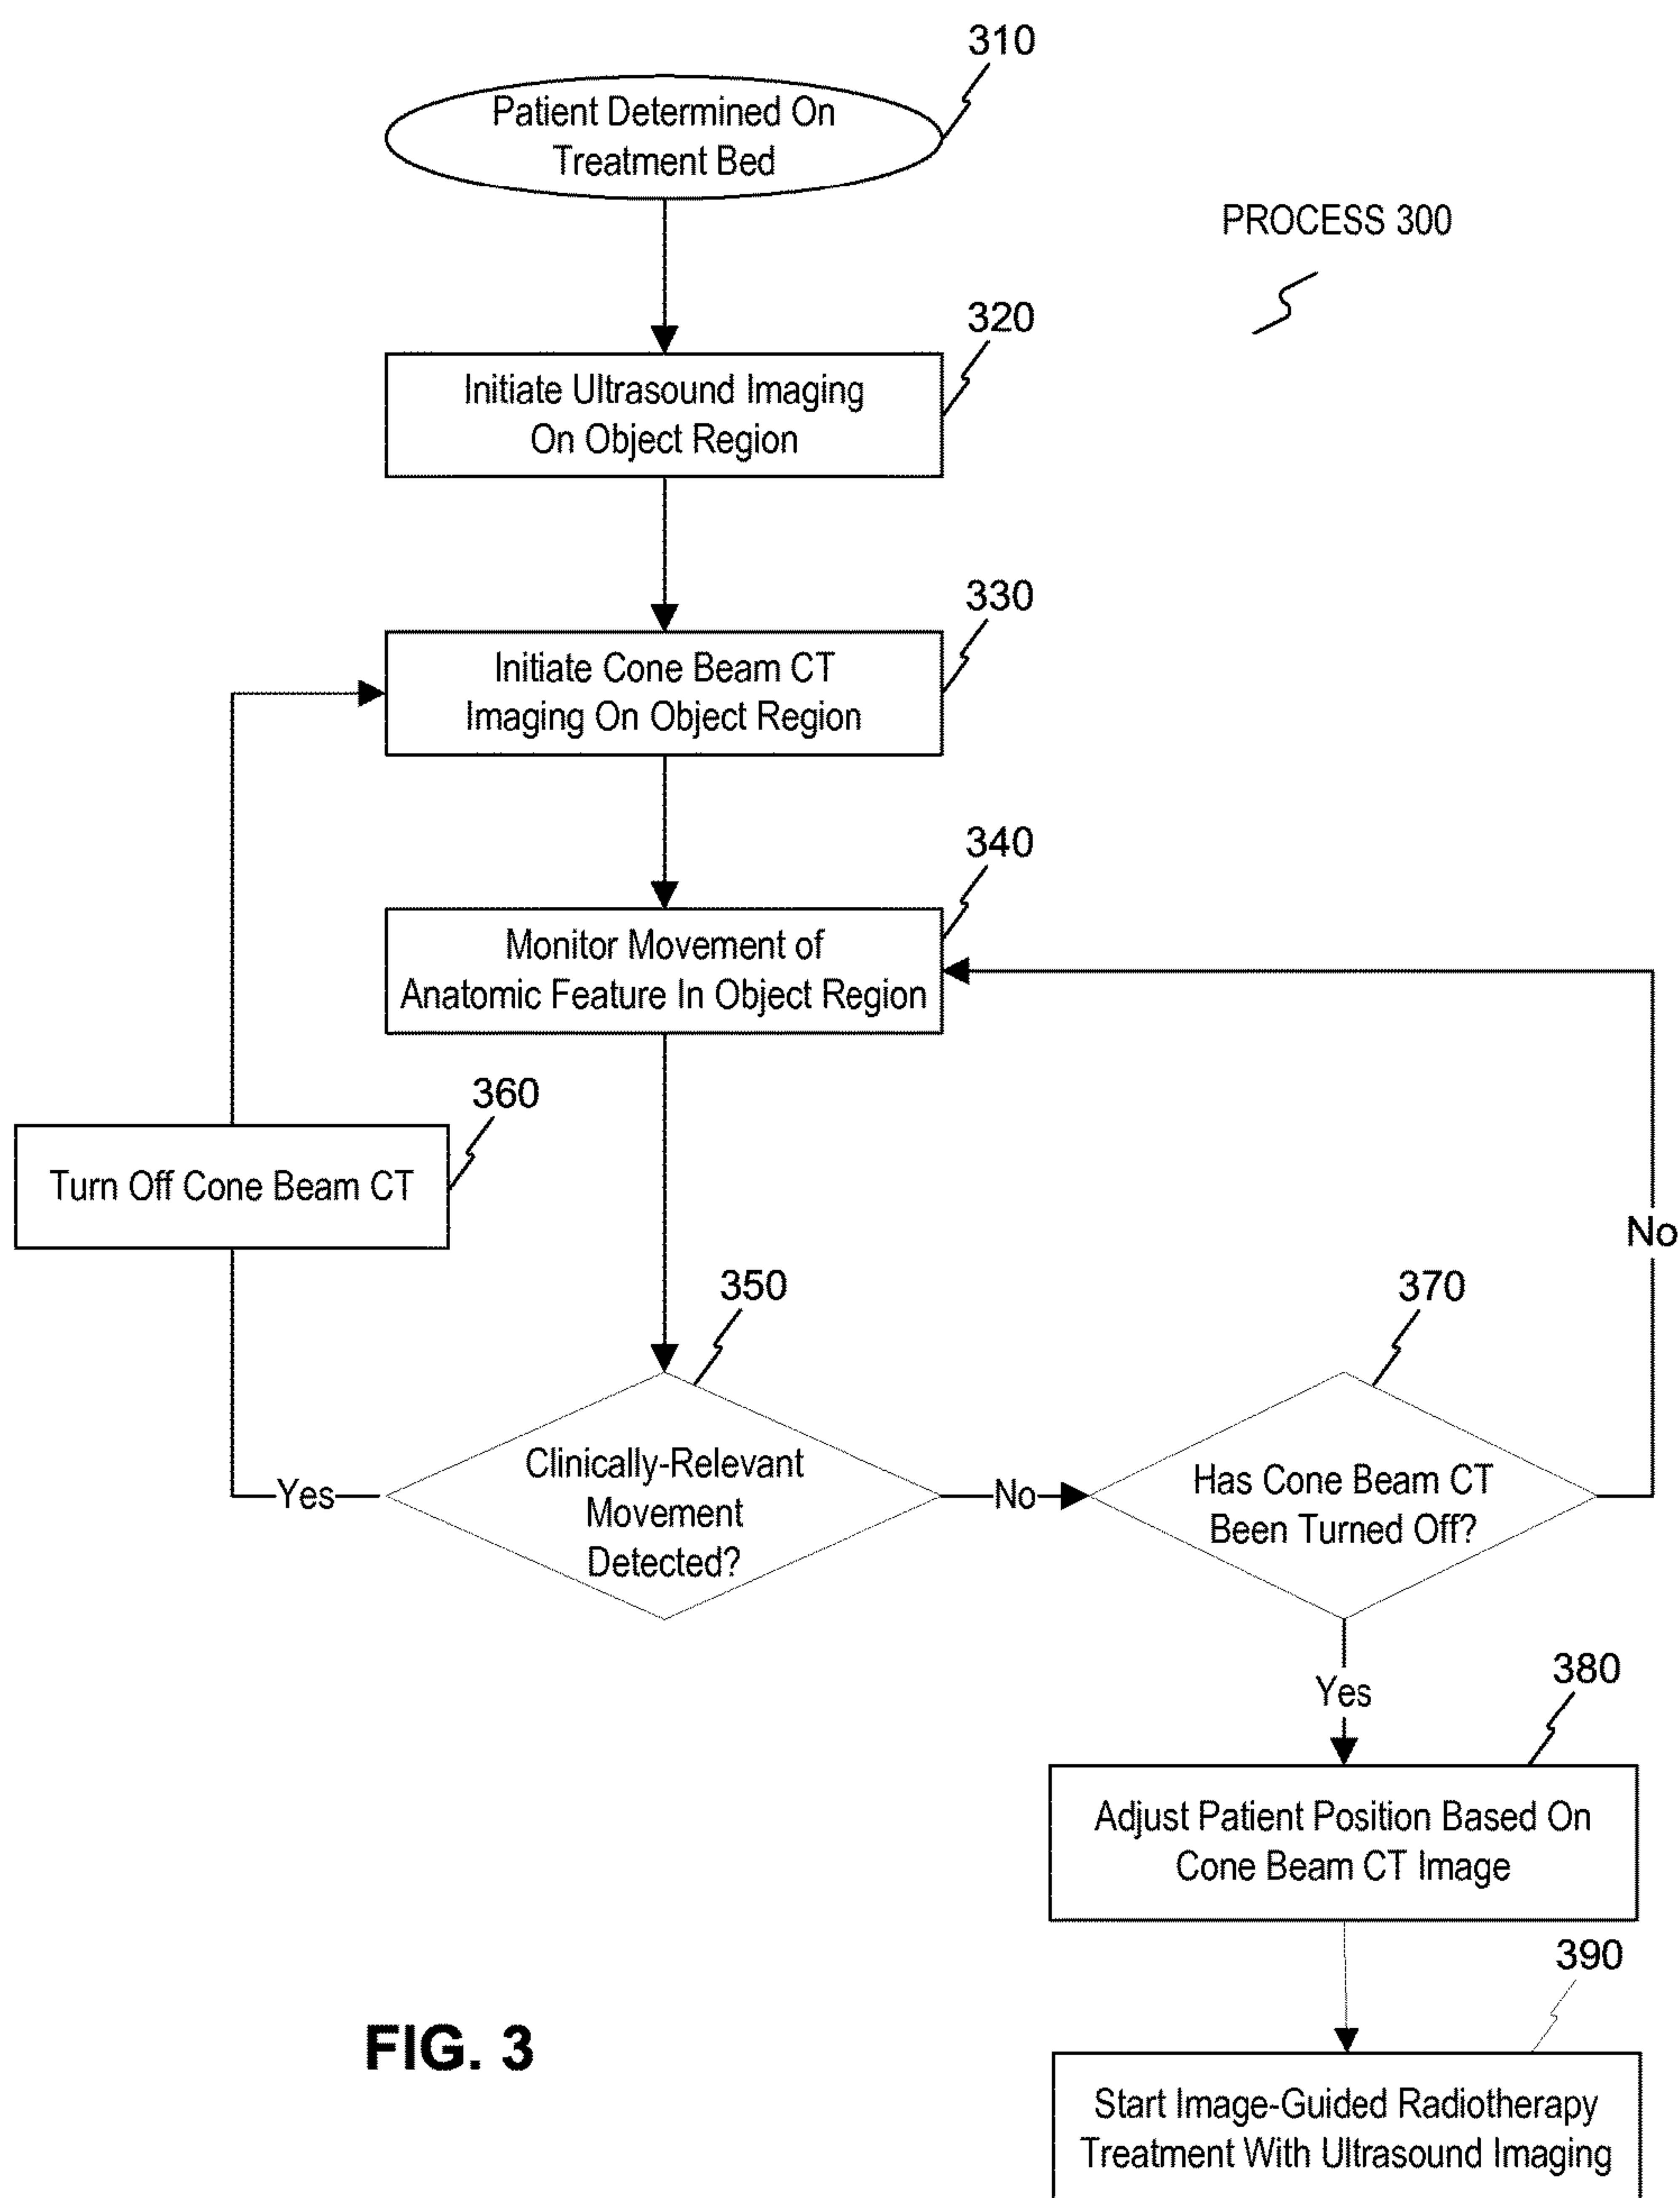 310
Patient Determined On
Treatment Bed
PROCESS 300
320
Initiate Ultrasound Imaging
On Object Region
330
Initiate Cone Beam CT
Imaging On Object Region
340
Monitor Movement of
Anatomic Feature In Object Region
360
Turn Off Cone Beam CT
No
350
370
Clinically-Relevant
Movement
Detected?
Yes
No
Has Cone Beam CT
Been Turned Off?
Yes
380
Adjust Patient Position Based On
Cone Beam CT Image
390
FIG. 3
Start Image-Guided Radiotherapy
Treatment With Ultrasound Imaging